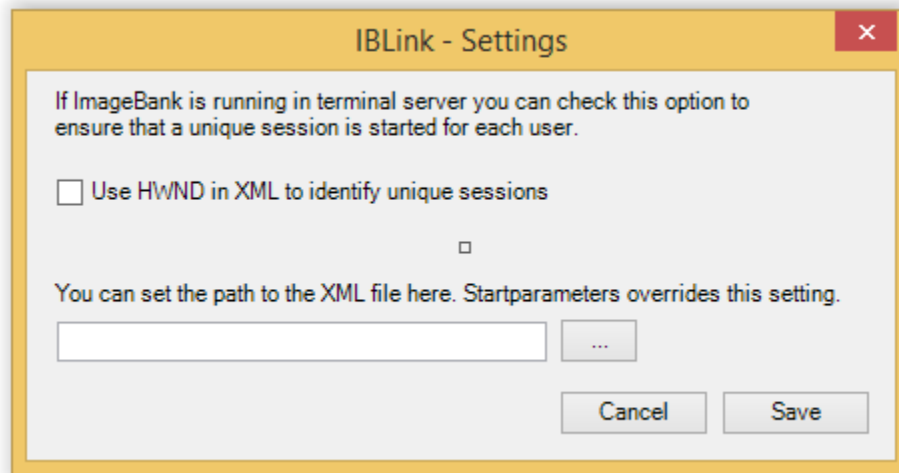 IBLink - Settings
If ImageBank is running in terminal server you can check this option to
ensure that a unique session is started for each user.
Use HWND in XML to identify unique sessions
You can set the path to the XML file here. Startparameters overrides this setting.
...
Cancel Save